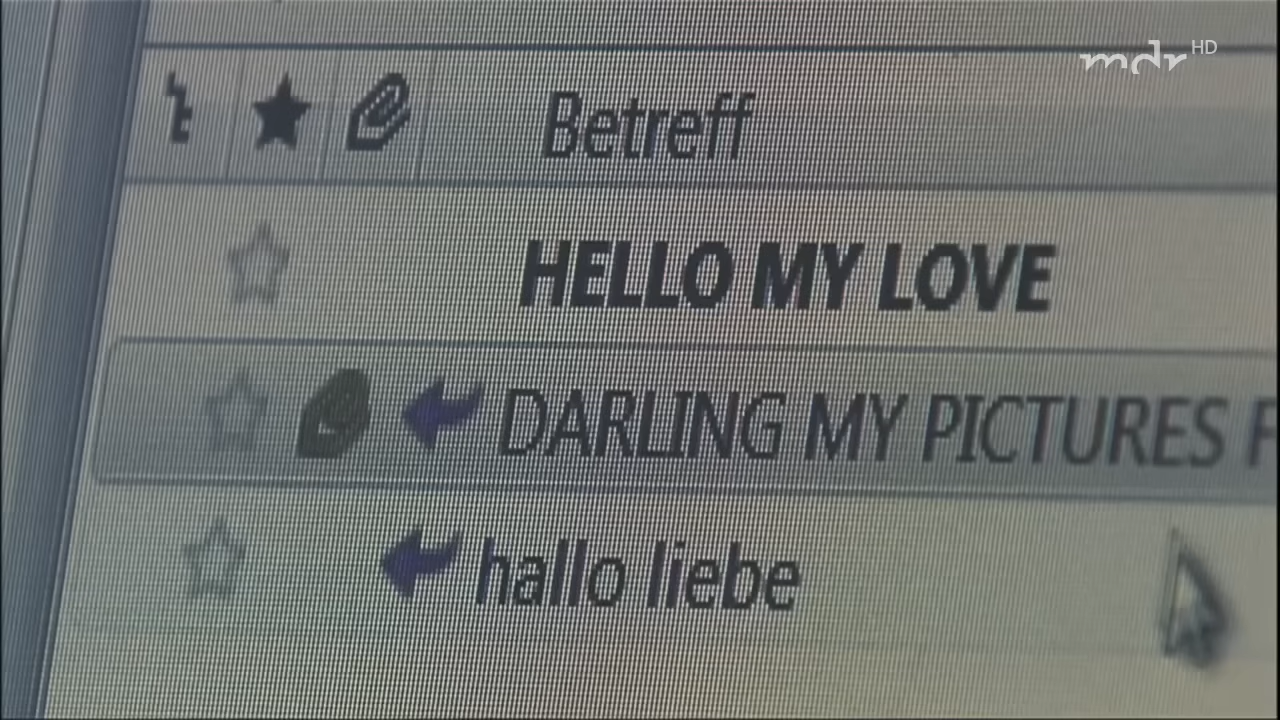 mdr HD
Betreff
HELLO MY LOVE
DARLING MY PICTURES
hallo liebe